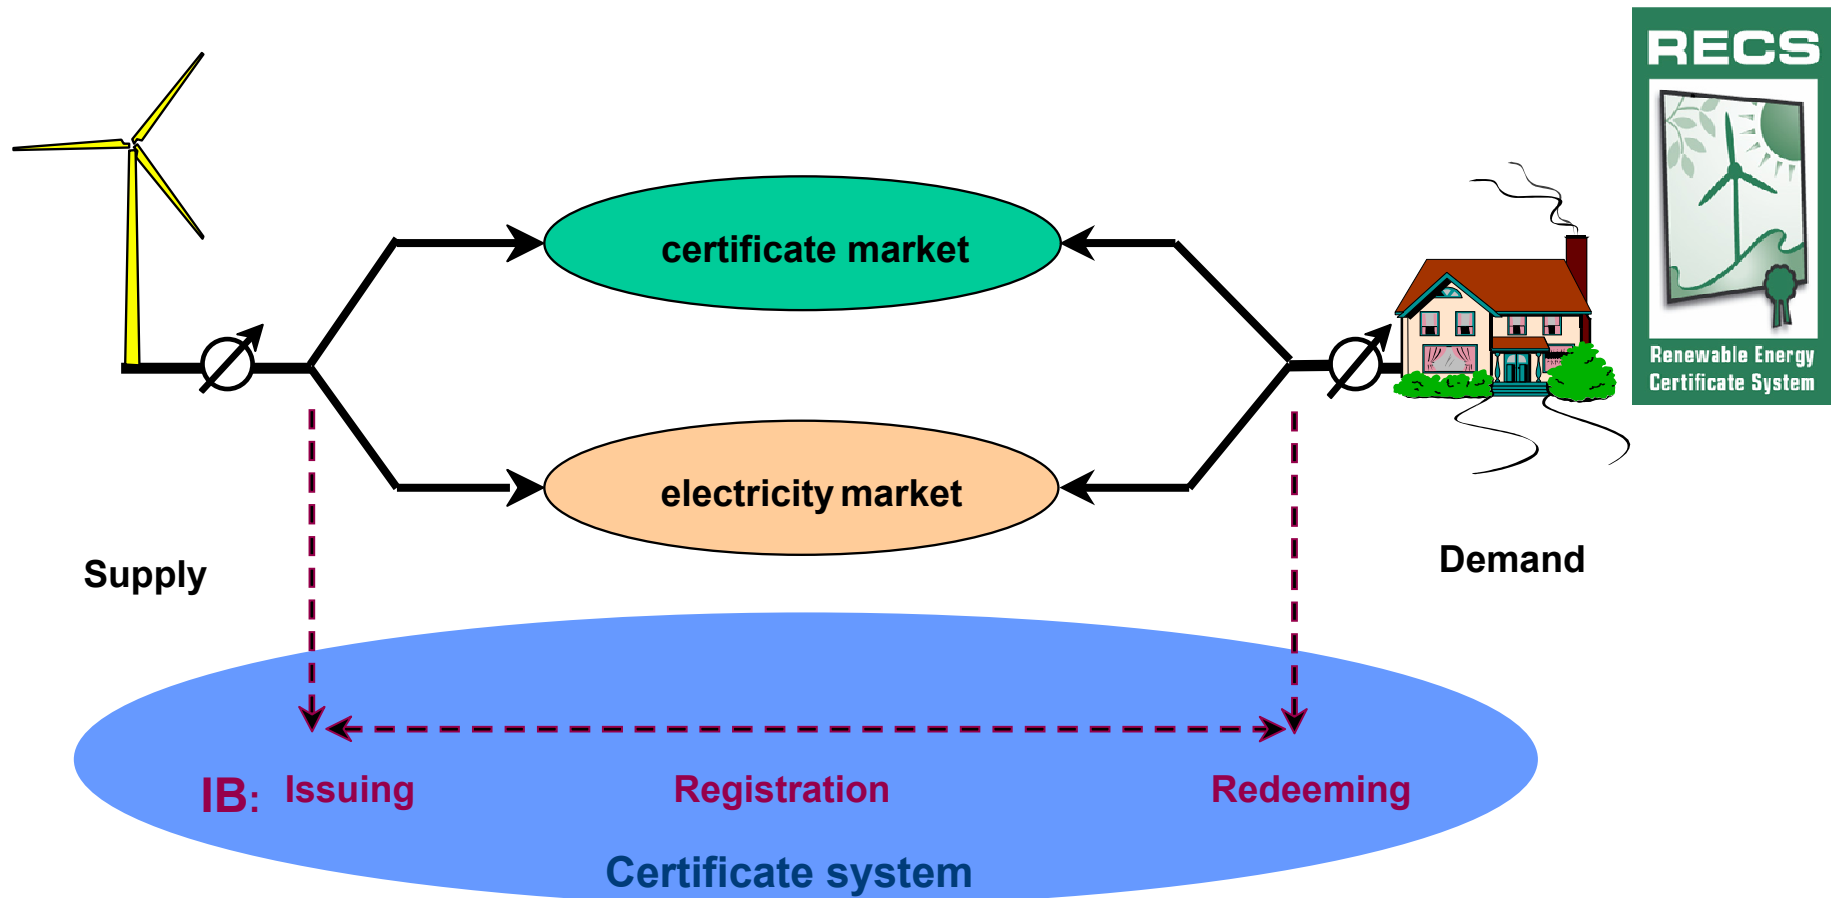 RECS
certificate market
Renewable Energy
Certificate System
electricity market
Supply
Demand
IB: Issuing Registration Redeeming
Certificate system